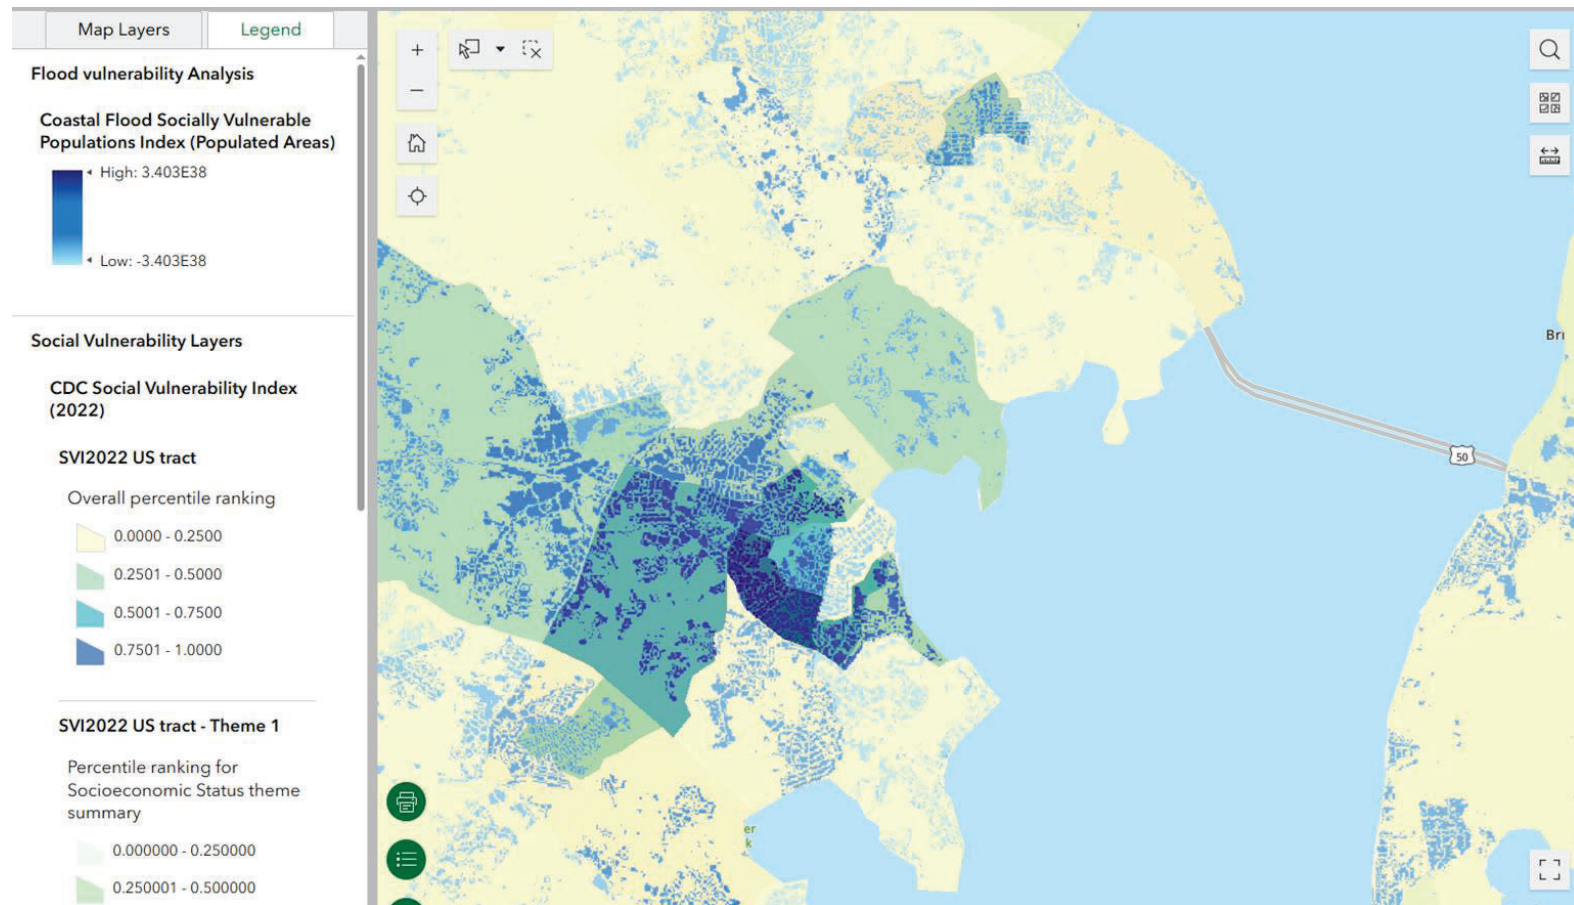 Map Layers
Legend
Flood vulnerability Analysis
Coastal Flood Socially Vulnerable
Populations Index (Populated Areas)
High: 3.403E38
Low: -3.403E38
Social Vulnerability Layers
CDC Social Vulnerability Index
(2022)
SVI2022 US tract
Overall percentile ranking
0.0000 - 0.2500
0.2501 - 0.5000
0.5001 - 0.7500
0.7501 - 1.0000
SVI2022 US tract - Theme 1
Percentile ranking for
Socioeconomic Status theme
summary
0.000000 - 0.250000
0.250001 - 0.500000
Bri
50
er
k